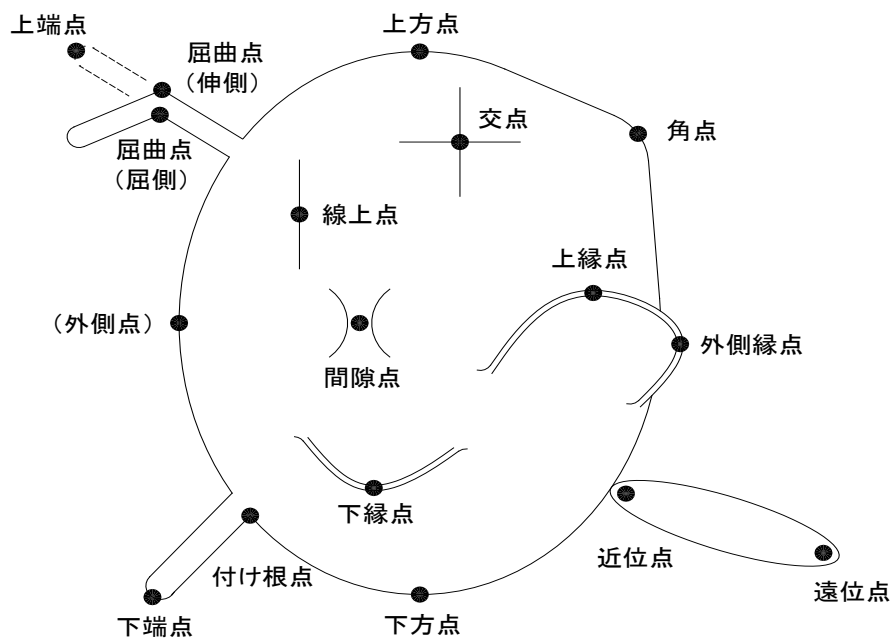 上端点
屈曲点
（伸側）
上方点
交点
角点
屈曲点
（屈側）
線上点
上縁点
（外側点）
間隙点
外側縁点
下縁点
付け根点
近位点
遠位点
下端点
下方点